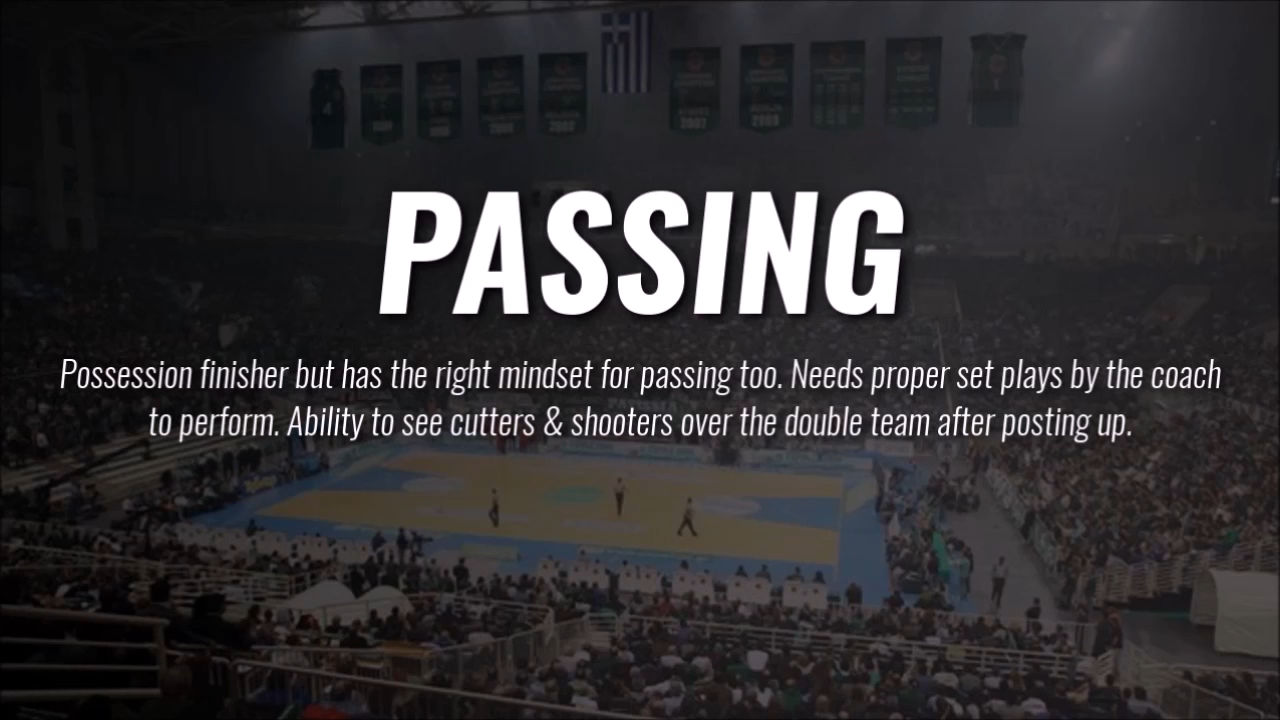 PASSING
Possession finisher but has the right mindset for passing too. Needs proper set plays by the coach
to perform. Ability to see cutters & shooters over the double team after posting up.